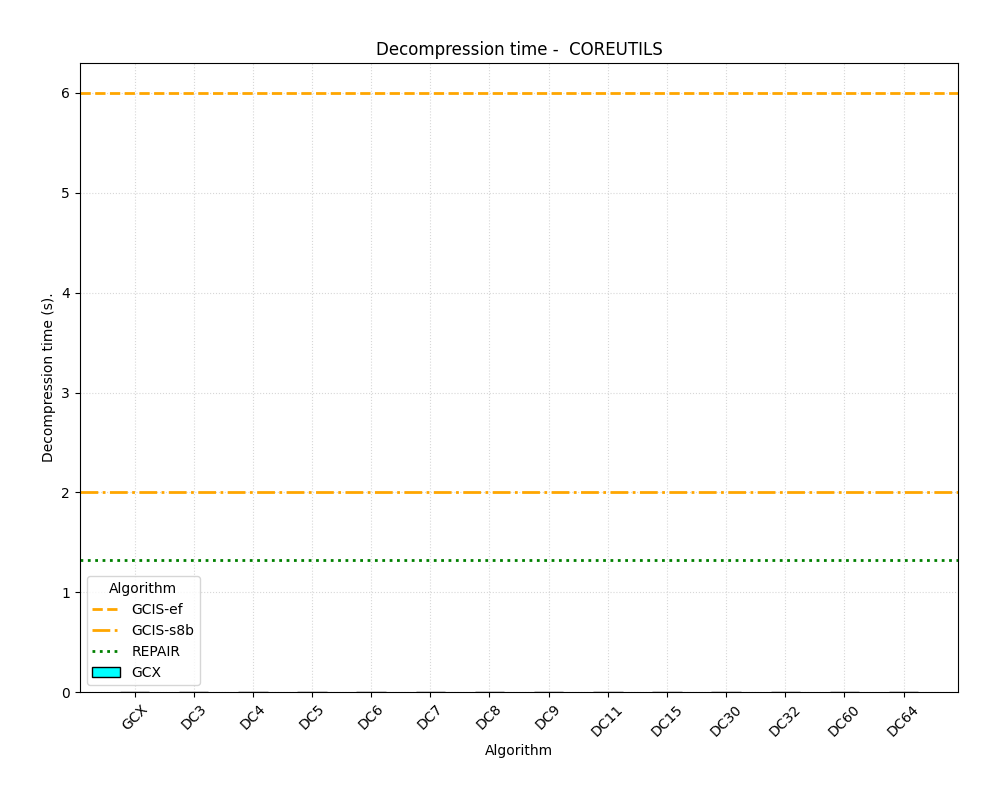 Decompression time -  COREUTILS
Decompression time (s).
6
5
4
3
2
1
0
Algorithm
GCIS-ef
GCIS-s8b
REPAIR
GCX
GCX
DC3
DC4
DC5
DC6
DC7
DC8
DC9
DC11
DC15
DC30
DC32
DC60
DC64
Algorithm